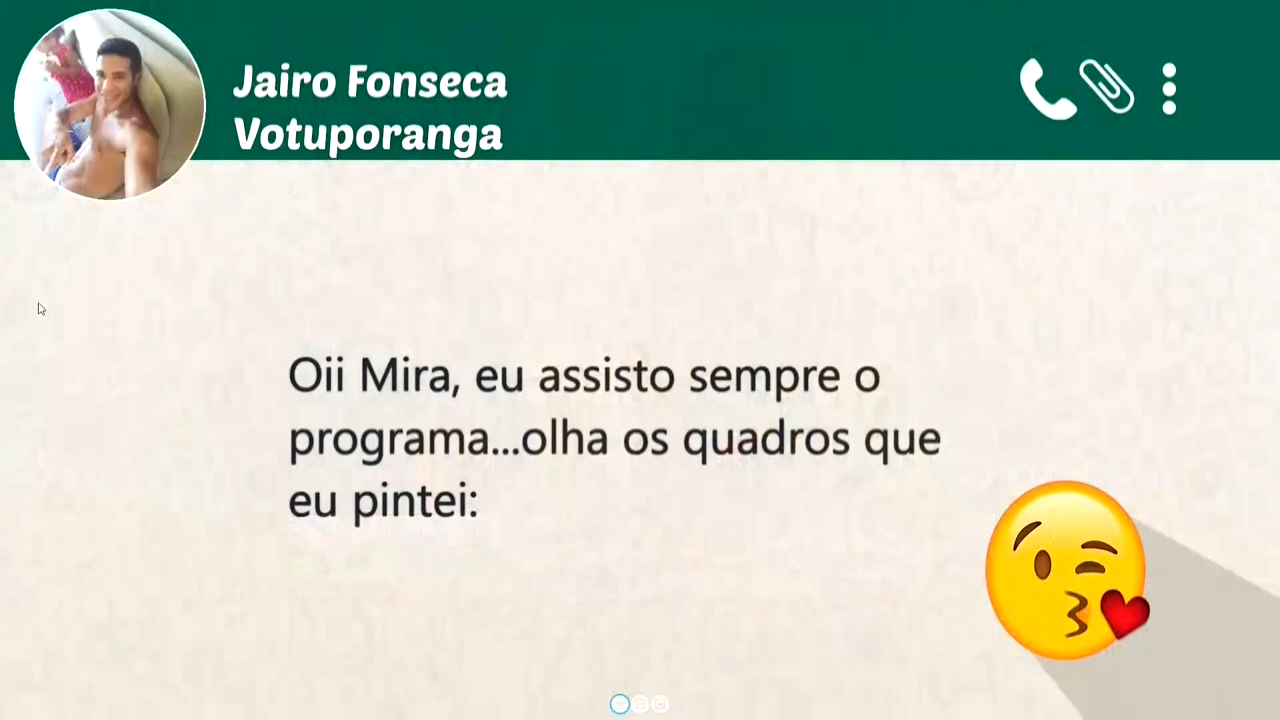 Jairo Fonseca
Votuporanga
Oii Mira, eu assisto sempre o
programa...olha os quadros que
eu pintei: